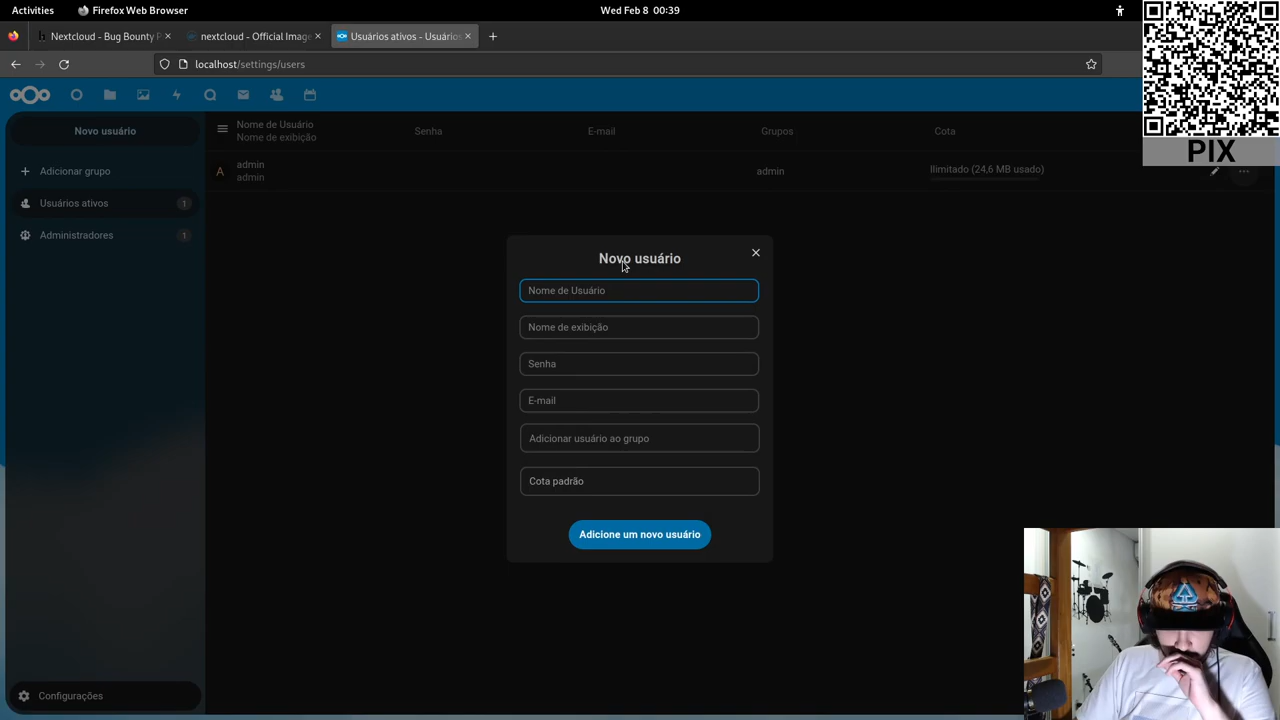 Activities
Firefox Web Browser
Wed Feb 8 00:39
Nextcloud - Bug Bounty P
nextcloud - Official Image
Usuários ativos - Usuário
localhost/settings/users
Novo usuário
Adicionar grupo
Usuários ativos 1
Administradores 1
Configurações
Nome de Usuário
Nome de exibição
Senha
E-mail
Grupos
Cota
A
admin
admin
admin
Ilimitado (24,6 MB usado)
PIX
Novo usuário
Nome de Usuário
Nome de exibição
Senha
E-mail
Adicionar usuário ao grupo
Cota padrão
Adicione um novo usuário